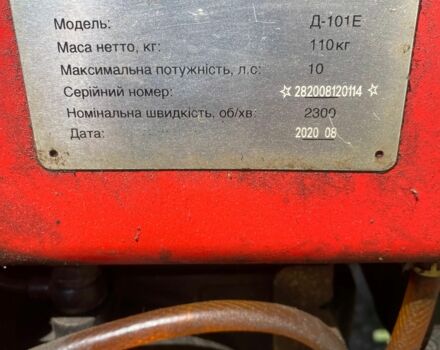 Модель: Д-101Е
Маса нетто, кг: 110кг
Максимальна потужність, л.с: 10
Серійний номер: ☆ 282008120114 ☆
Номінальна швидкість, об/хв: 2300
Дата: 2020 08